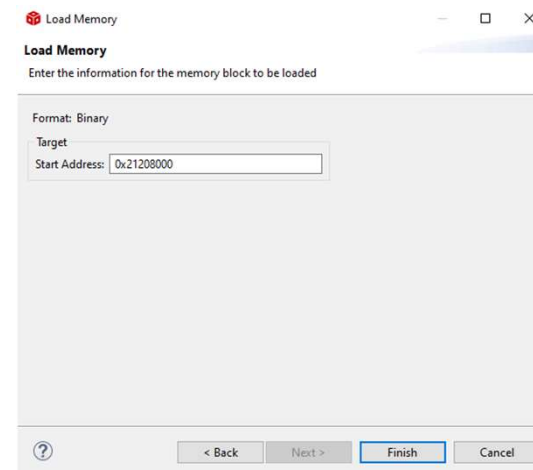 Load Memory
Load Memory
Enter the information for the memory block to be loaded
Format: Binary
Target
Start Address: 0x21208000
< Back Next > Finish Cancel